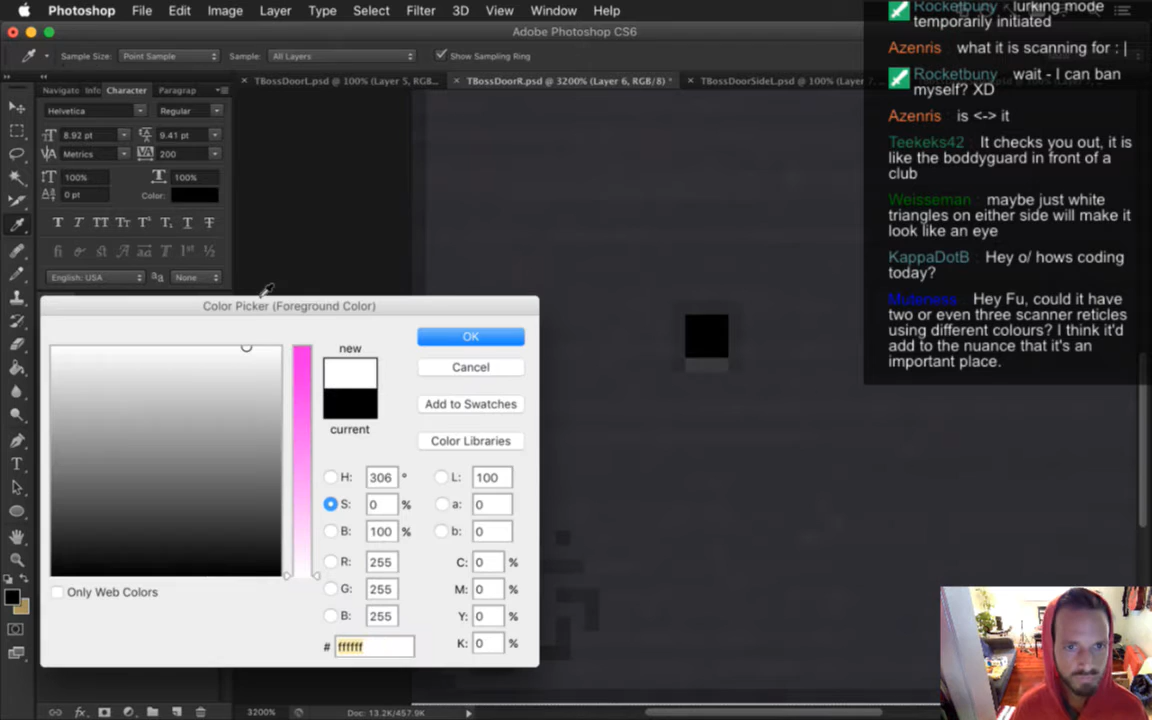 Photoshop File Edit Image Layer Type Select Filter 3D View Window Help
Adobe Photoshop CS6
Sample Size: Point Sample Sample: All Layers Show Sampling Ring
TBossDoorL.psd @ 100% (Layer 5, RGB... TBossDoorR.psd @ 3200% (Layer 6, RGB/8) * TBossDoorSideL.psd @ 100%
Navigato Info Character Paragrap
Helvetica Regular
8.92 pt 9.41 pt
Metrics 200
100% 100%
0 pt Color:
English: USA None
Color Picker (Foreground Color)
new
OK
Cancel
Add to Swatches
current
Color Libraries
H: 306 ° L: 100
S: 0 % a: 0
B: 100 % b: 0
R: 255 C: 0 %
G: 255 M: 0 %
B: 255 Y: 0 %
# ffffff K: 0 %
Only Web Colors
3200% Doc: 13.2K/457.9K
Rocketbuny lurking mode
temporarily initiated
Azenris what it is scanning for : |
Rocketbuny wait - I can ban
myself? XD
Azenris is <-> it
Teekeks42 It checks you out, it is
like the boddyguard in front of a
club
Weisseman maybe just white
triangles on either side will make it
look like an eye
KappaDotB Hey o/ hows coding
today?
Muteness Hey Fu, could it have
two or even three scanner reticles
using different colours? I think it'd
add to the nuance that it's an
important place.